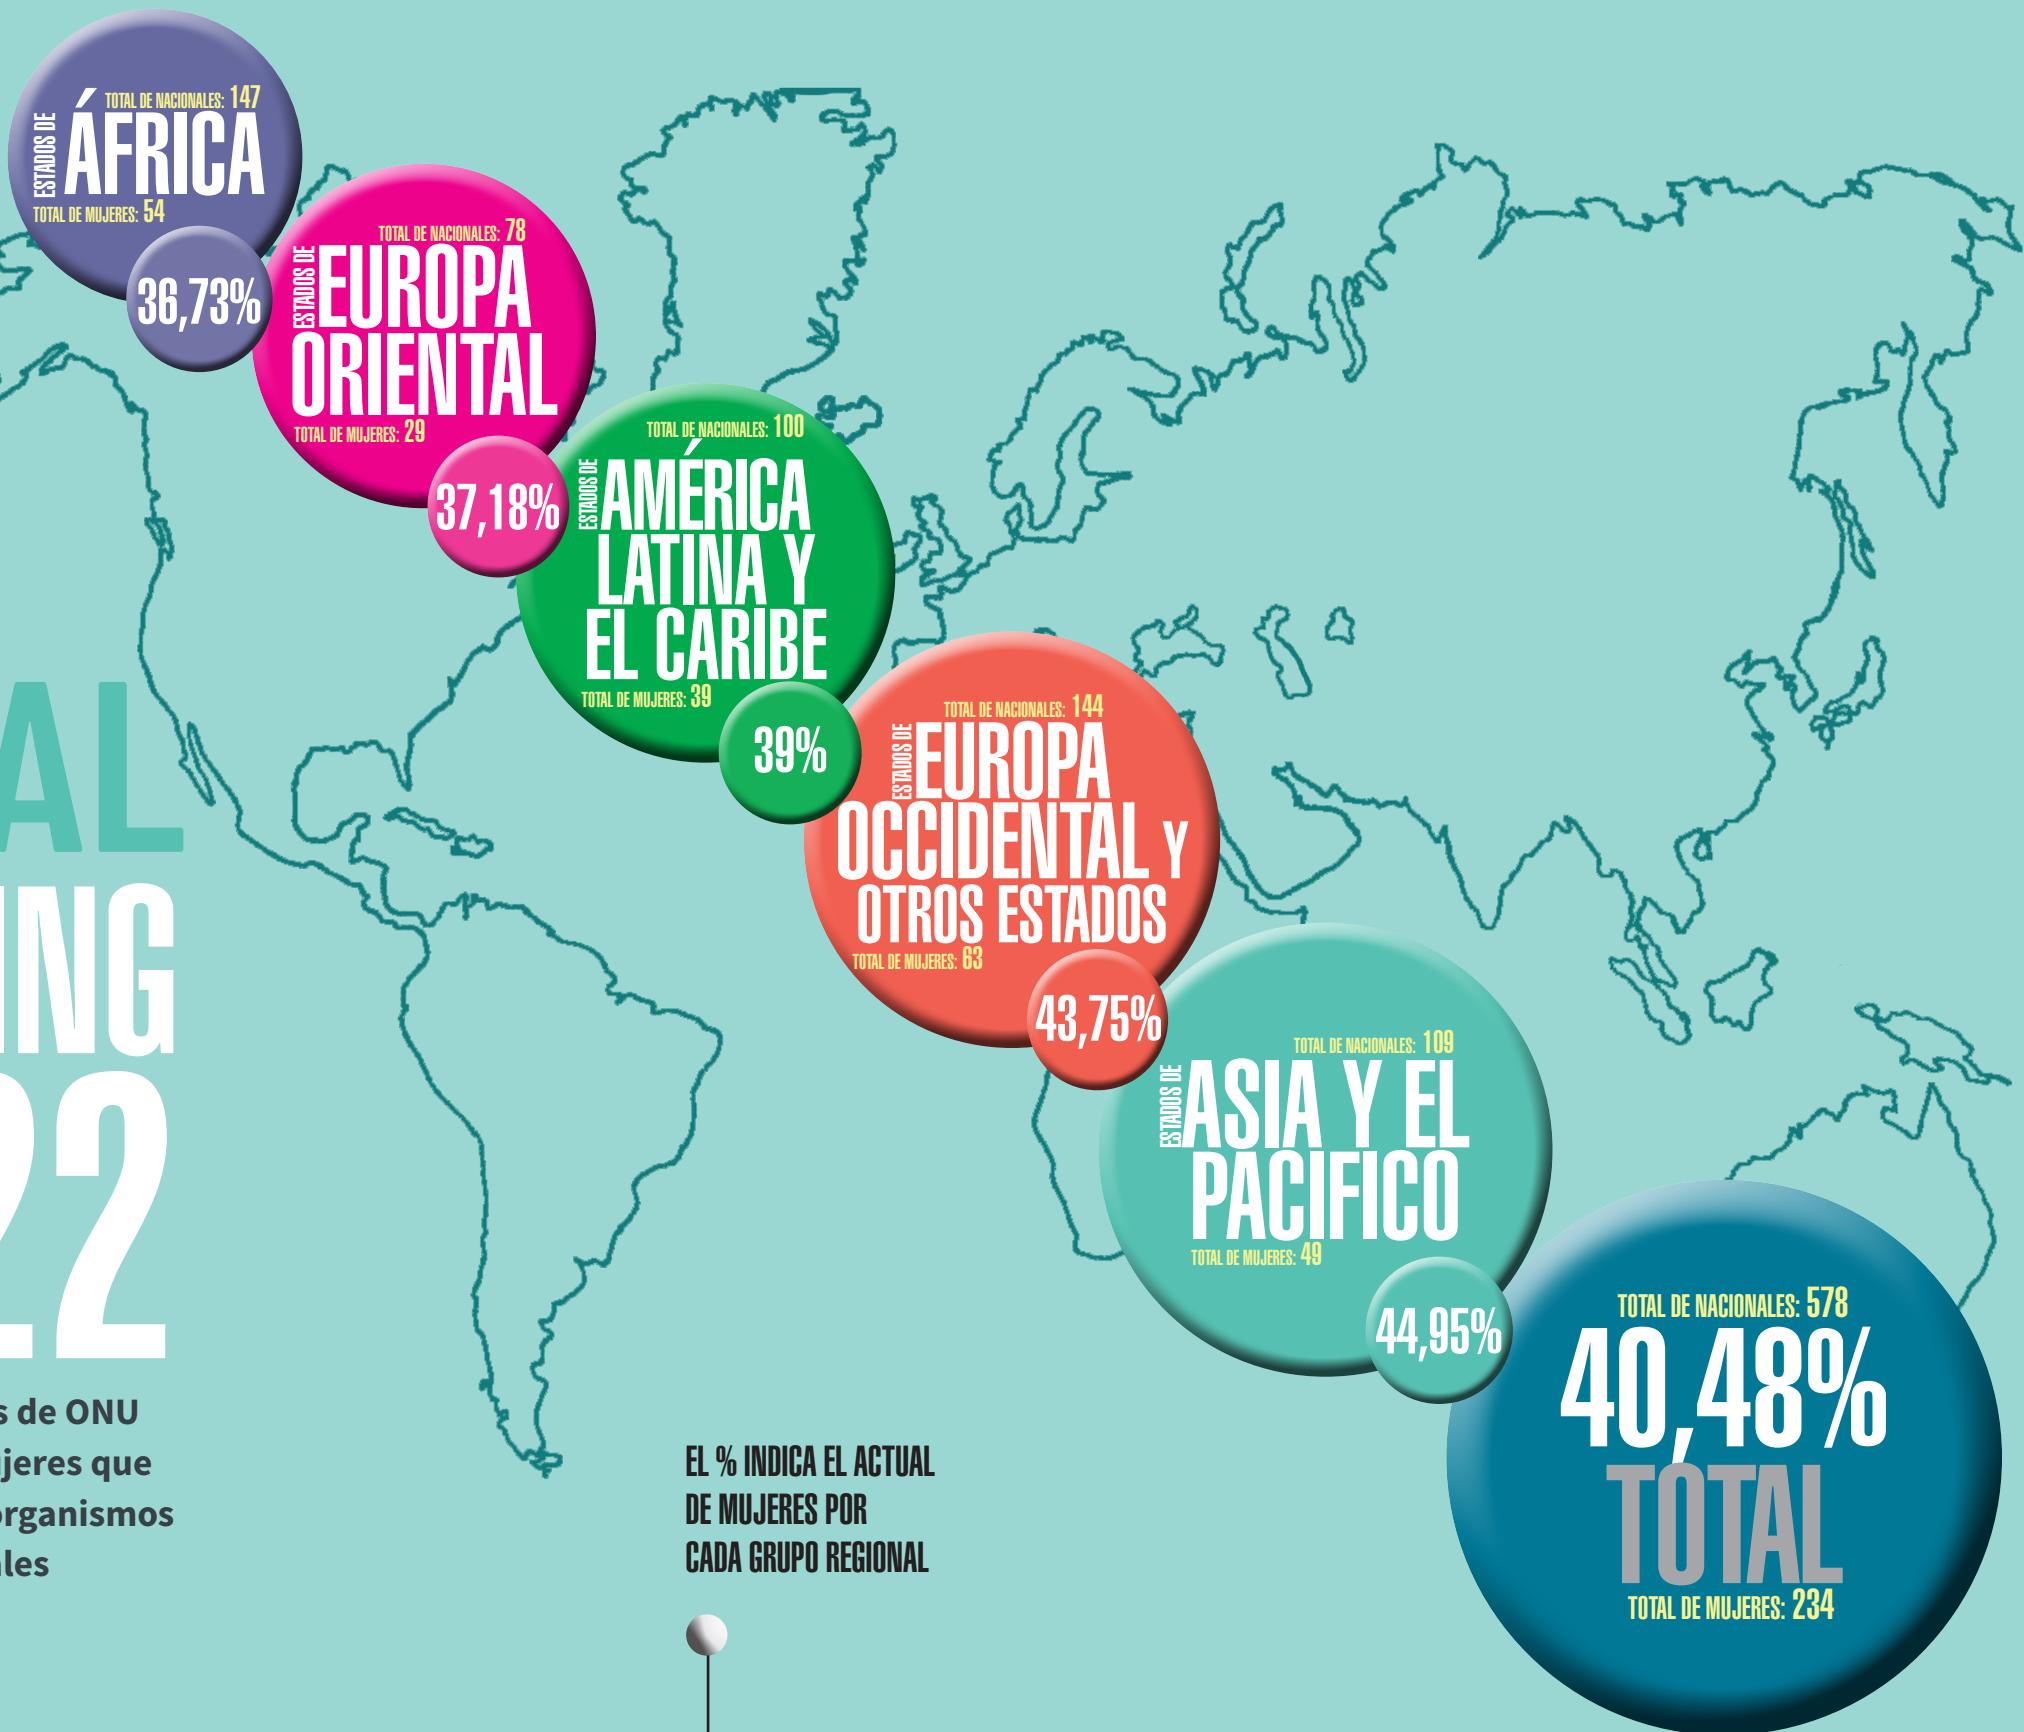 TOTAL DE NACIONALES: 147
ESTADOS DE
ÁFRICA
TOTAL DE MUJERES: 54
36,73%
TOTAL DE NACIONALES: 78
ESTADOS DE
EUROPA
ORIENTAL
TOTAL DE MUJERES: 29
37,18%
TOTAL DE NACIONALES: 100
ESTADOS DE
AMÉRICA
LATINA Y
EL CARIBE
TOTAL DE MUJERES: 39
39%
TOTAL DE NACIONALES: 144
ESTADOS DE
EUROPA
OCCIDENTAL Y
OTROS ESTADOS
TOTAL DE MUJERES: 63
43,75%
TOTAL DE NACIONALES: 109
ESTADOS DE
ASIA Y EL
PACIFICO
TOTAL DE MUJERES: 49
44,95%
TOTAL DE NACIONALES: 578
40,48%
TOTAL
TOTAL DE MUJERES: 234
AL
ING
22
s de ONU
jeres que
organismos
les
EL % INDICA EL ACTUAL
DE MUJERES POR
CADA GRUPO REGIONAL